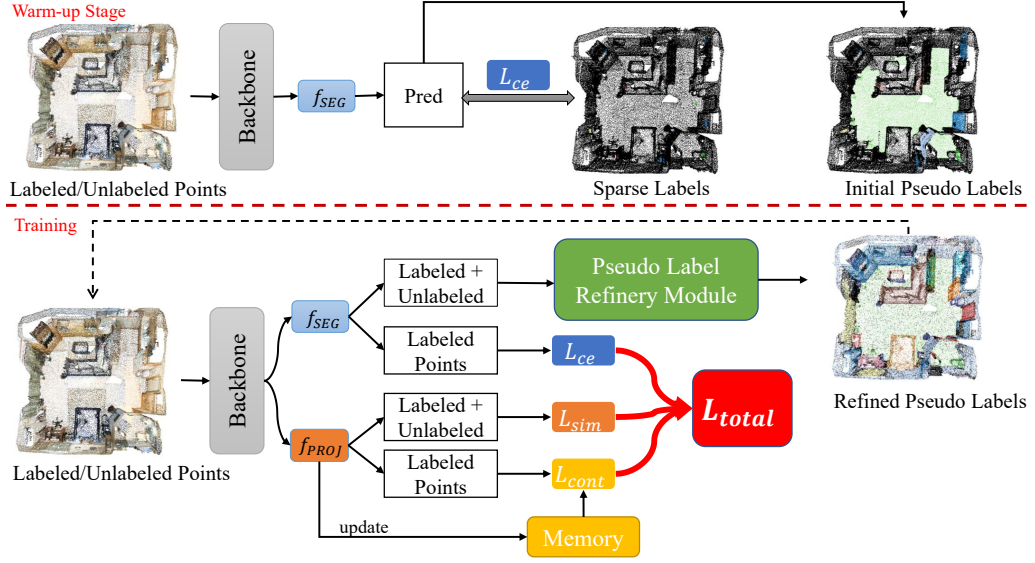 Warm-up Stage
Backbone
f_SEG
Pred
L_ce
Labeled/Unlabeled Points
Sparse Labels
Initial Pseudo Labels
Training
Backbone
f_SEG
Labeled +
Unlabeled
Pseudo Label
Refinery Module
Labeled
Points
L_ce
f_PROJ
Labeled +
Unlabeled
L_sim
L_total
Labeled
Points
L_cont
Refined Pseudo Labels
Labeled/Unlabeled Points
update
Memory